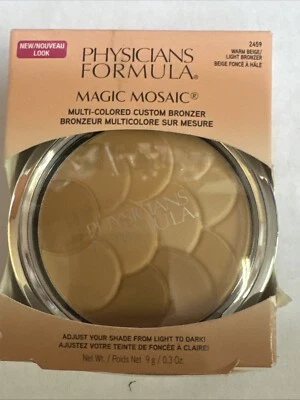 NEW/NOUVEAU
LOOK
PHYSICIANS
FORMULA®
2459
WARM BEIGE/
LIGHT BRONZER
BEIGE FONCÉ À HÂLÉ
MAGIC MOSAIC®
MULTI-COLORED CUSTOM BRONZER
BRONZEUR MULTICOLORE SUR MESURE
PHYSICIANS
FORMULA
ADJUST YOUR SHADE FROM LIGHT TO DARK!
AJUSTEZ VOTRE TEINTE DE FONCÉE À CLAIRE!
Net Wt. / Poids Net 9 g / 0.3 Oz.